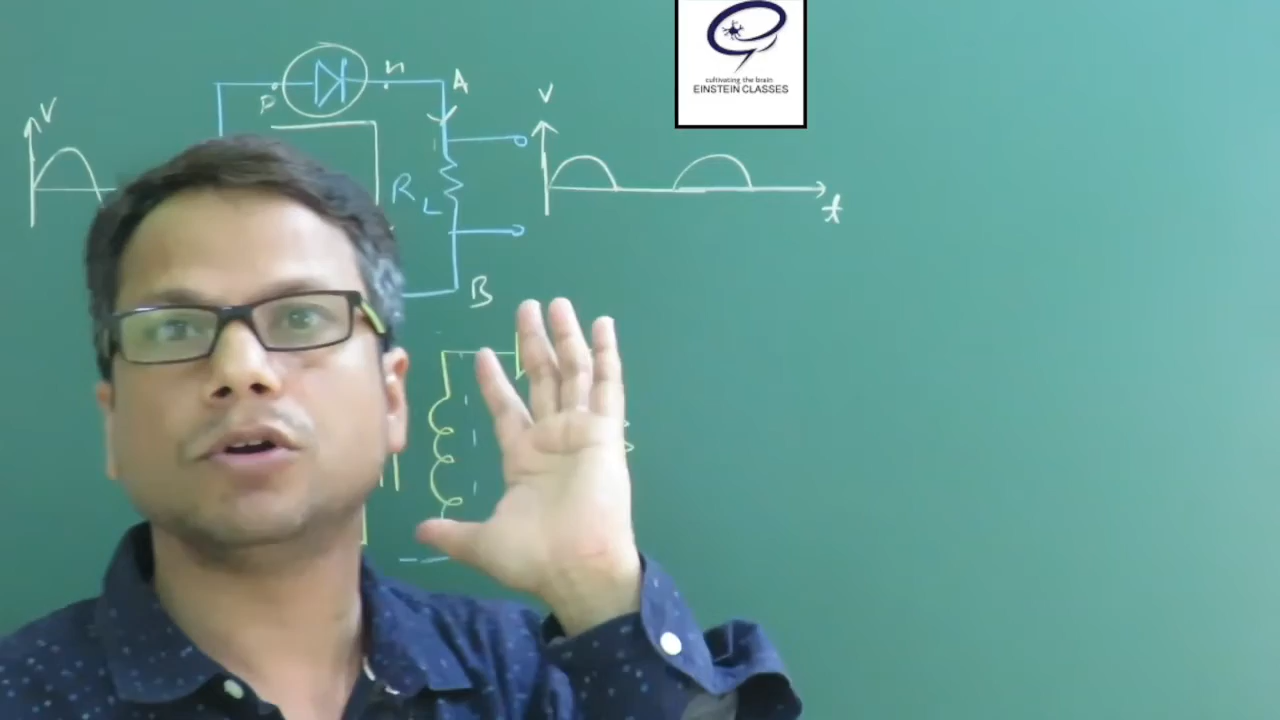 cultivating the brain
EINSTEIN CLASSES
V
p
n
A
R L
B
V
t